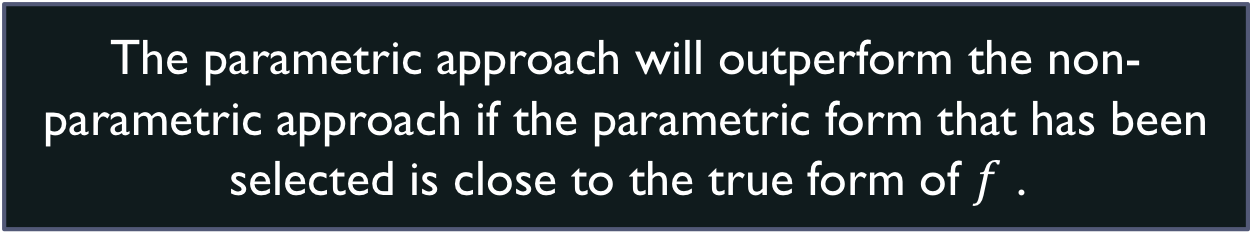 The parametric approach will outperform the non-
parametric approach if the parametric form that has been
selected is close to the true form of f .